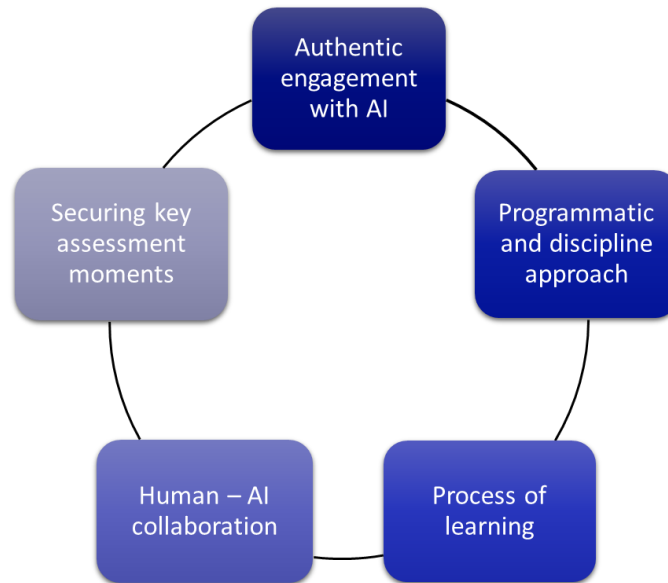 Authentic
engagement
with AI
Programmatic
and discipline
approach
Process of
learning
Human – AI
collaboration
Securing key
assessment
moments